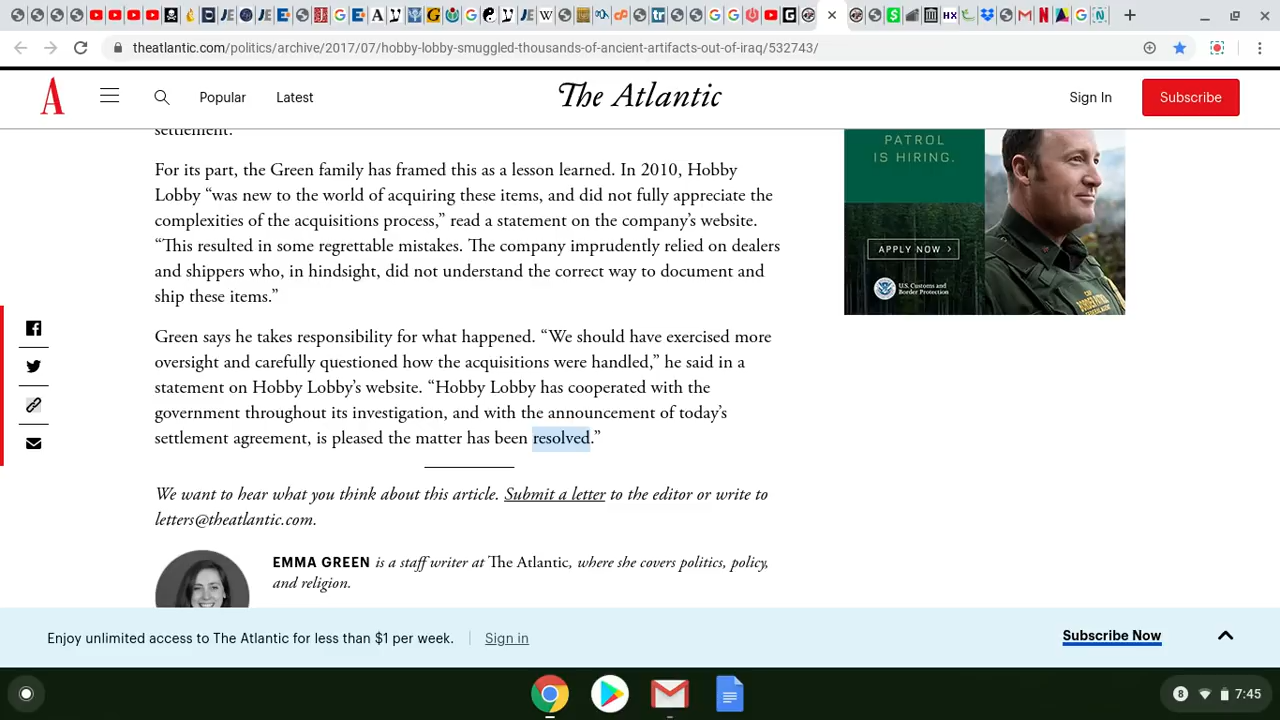 theatlantic.com/politics/archive/2017/07/hobby-lobby-smuggled-thousands-of-ancient-artifacts-out-of-iraq/532743/
Popular
Latest
The Atlantic
Sign In
Subscribe
settlement.
For its part, the Green family has framed this as a lesson learned. In 2010, Hobby
Lobby “was new to the world of acquiring these items, and did not fully appreciate the
complexities of the acquisitions process,” read a statement on the company’s website.
“This resulted in some regrettable mistakes. The company imprudently relied on dealers
and shippers who, in hindsight, did not understand the correct way to document and
ship these items.”
Green says he takes responsibility for what happened. “We should have exercised more
oversight and carefully questioned how the acquisitions were handled,” he said in a
statement on Hobby Lobby’s website. “Hobby Lobby has cooperated with the
government throughout its investigation, and with the announcement of today’s
settlement agreement, is pleased the matter has been resolved.”
We want to hear what you think about this article. Submit a letter to the editor or write to
letters@theatlantic.com.
EMMA GREEN is a staff writer at The Atlantic, where she covers politics, policy,
and religion.
PATROL
IS HIRING.
APPLY NOW >
U.S. Customs and
Border Protection
Enjoy unlimited access to The Atlantic for less than $1 per week.
Sign in
Subscribe Now
8
7:45